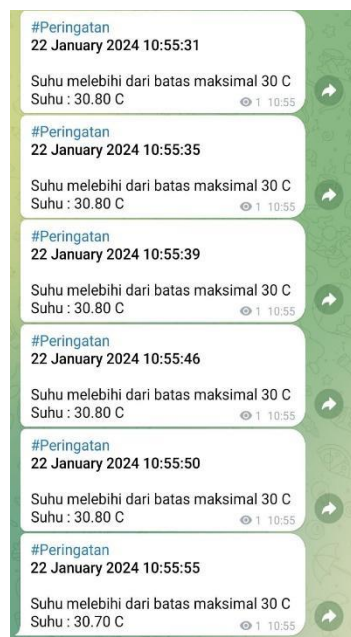 #Peringatan
22 January 2024 10:55:31
Suhu melebihi dari batas maksimal 30 C
Suhu : 30.80 C
1 10:55
#Peringatan
22 January 2024 10:55:35
Suhu melebihi dari batas maksimal 30 C
Suhu : 30.80 C
1 10:55
#Peringatan
22 January 2024 10:55:39
Suhu melebihi dari batas maksimal 30 C
Suhu : 30.80 C
1 10:55
#Peringatan
22 January 2024 10:55:46
Suhu melebihi dari batas maksimal 30 C
Suhu : 30.80 C
1 10:55
#Peringatan
22 January 2024 10:55:50
Suhu melebihi dari batas maksimal 30 C
Suhu : 30.80 C
1 10:55
#Peringatan
22 January 2024 10:55:55
Suhu melebihi dari batas maksimal 30 C
Suhu : 30.70 C
1 10:55